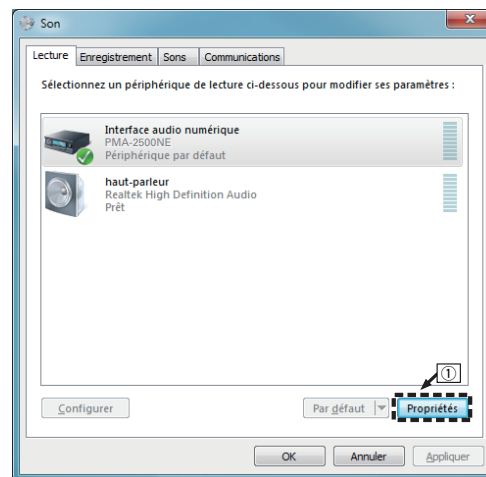 Son
Lecture Enregistrement Sons Communications
Sélectionnez un périphérique de lecture ci-dessous pour modifier ses paramètres :
Interface audio numérique
PMA-2500NE
Périphérique par défaut
haut-parleur
Realtek High Definition Audio
Prêt
①
Configurer Par défaut Propriétés
OK Annuler Appliquer